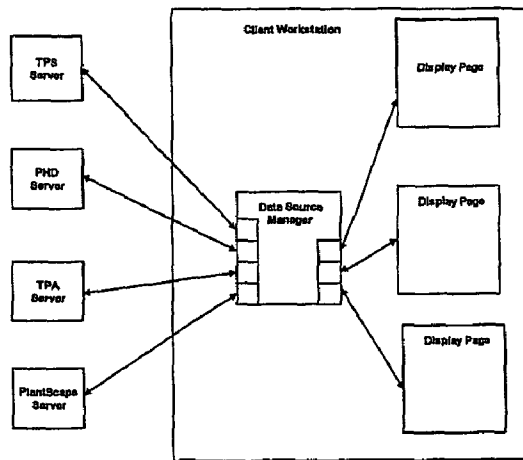 Client Workstation
TPS
Server
Display Page
PHD
Server
Data Source
Manager
Display Page
TPA
Server
Display Page
PlantScape
Server